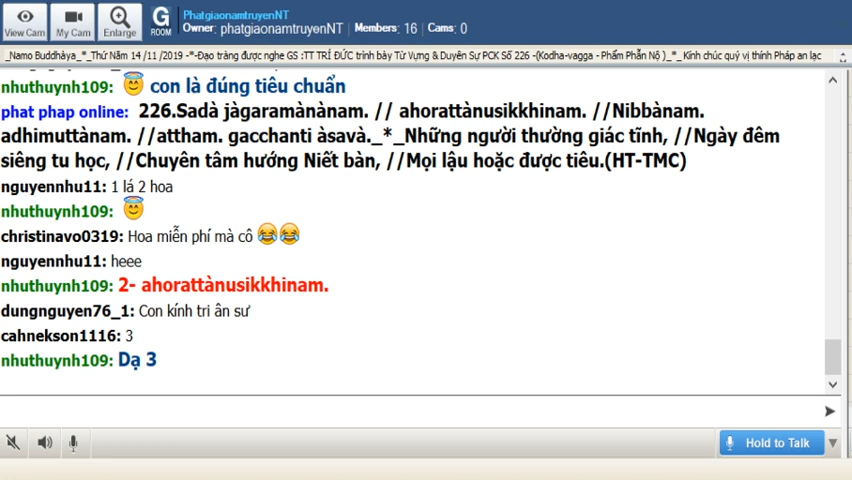 PhatgiaonamtruyenNT
Owner: phatgiaonamtruyenNT Members: 16 Cams: 0
View Cam My Cam Enlarge G ROOM
_Namo Buddhàya_*_Thứ Năm 14 /11 /2019 -*-Đạo tràng được nghe GS :TT TRÍ ĐỨC trình bày Từ Vựng & Duyên Sự PCK Số 226 -(Kodha-vagga - Phẩm Phẫn Nộ )_*_ Kính chúc quý vị thính Pháp an lạc
nhuthuynh109: con là đúng tiêu chuẩn
phat phap online: 226.Sadà jàgaramànànam. // ahorattànusikkhinam. //Nibbànam.
adhimuttànam. //attham. gacchanti àsavà._*_Những người thường giác tĩnh, //Ngày đêm
siêng tu học, //Chuyên tâm hướng Niết bàn, //Mọi lậu hoặc được tiêu.(HT-TMC)
nguyennhu11: 1 lá 2 hoa
nhuthuynh109:
christinavo0319: Hoa miễn phí mà cô
nguyennhu11: heee
nhuthuynh109: 2- ahorattànusikkhinam.
dungnguyen76_1: Con kính tri ân sư
cahnekson1116: 3
nhuthuynh109: Dạ 3
Hold to Talk